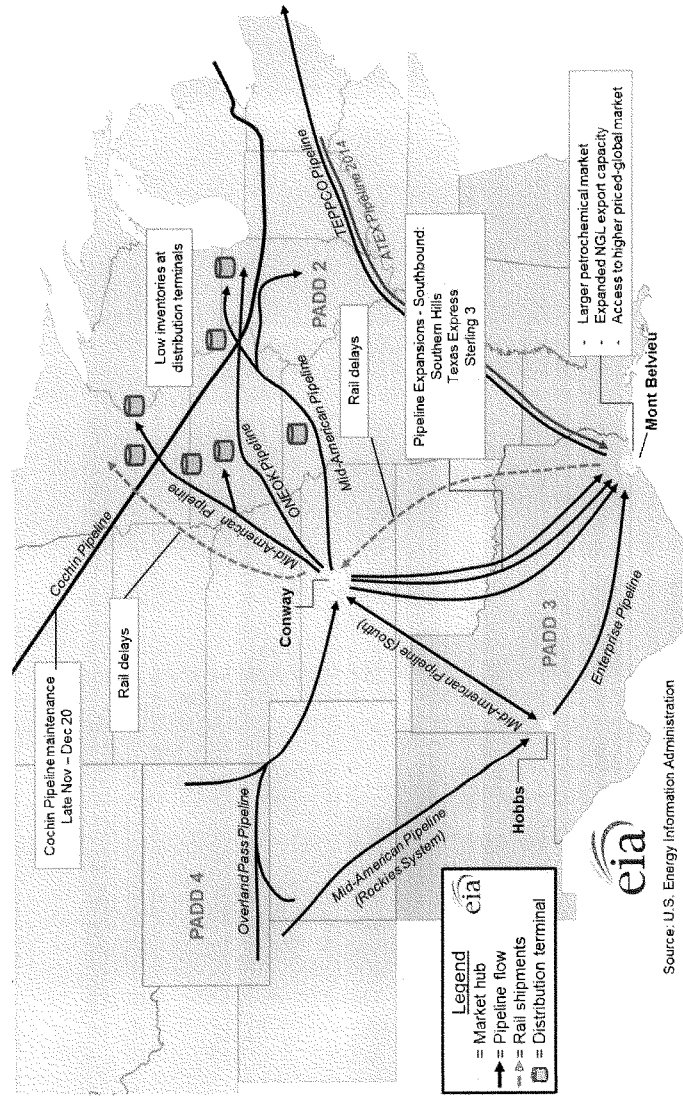 Cochin Pipeline maintenance
Late Nov – Dec 20
Rail delays
Cochin Pipeline
Low inventories at
distribution terminals
PADD 4
Overland Pass Pipeline
Mid-American Pipeline
(Rockies System)
Conway
Mid-American Pipeline
ONEOK Pipeline
Mid-American Pipeline
PADD 2
Rail delays
TEPPCO Pipeline
ATEX Pipeline 2014
Pipeline Expansions - Southbound:
Southern Hills
Texas Express
Sterling 3
Mid-American Pipeline (South)
Hobbs
PADD 3
Enterprise Pipeline
- Larger petrochemical market
- Expanded NGL export capacity
- Access to higher priced-global market
Mont Belvieu
Legend
eia
= Market hub
= Pipeline flow
= Rail shipments
= Distribution terminal
eia
Source: U.S. Energy Information Administration